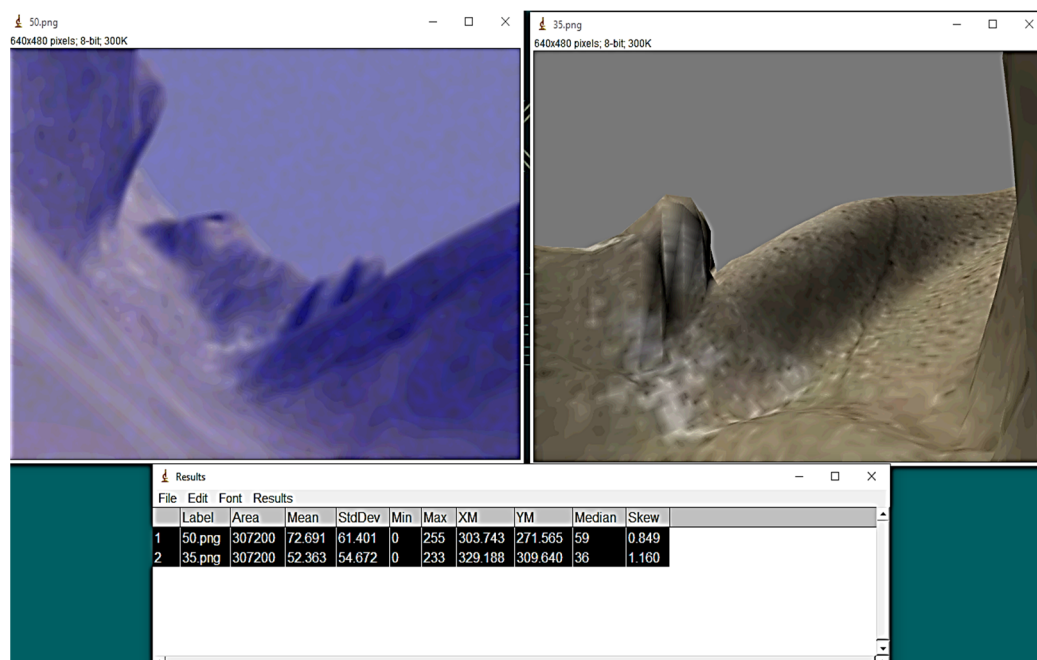 50.png
640x480 pixels; 8-bit; 300K
35.png
640x480 pixels; 8-bit; 300K
Results
File Edit Font Results
Label Area Mean StdDev Min Max XM YM Median Skew
1 50.png 307200 72.691 61.401 0 255 303.743 271.565 59 0.849
2 35.png 307200 52.363 54.672 0 233 329.188 309.640 36 1.160